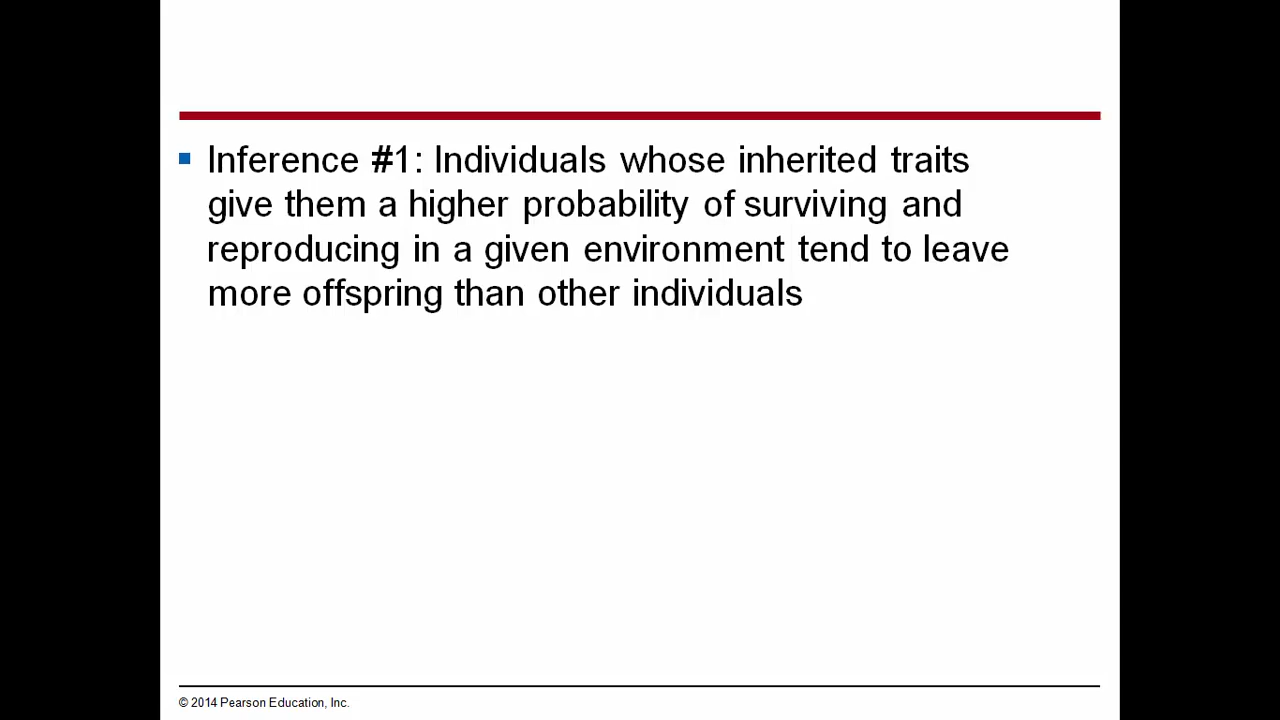 Inference #1: Individuals whose inherited traits
give them a higher probability of surviving and
reproducing in a given environment tend to leave
more offspring than other individuals
© 2014 Pearson Education, Inc.